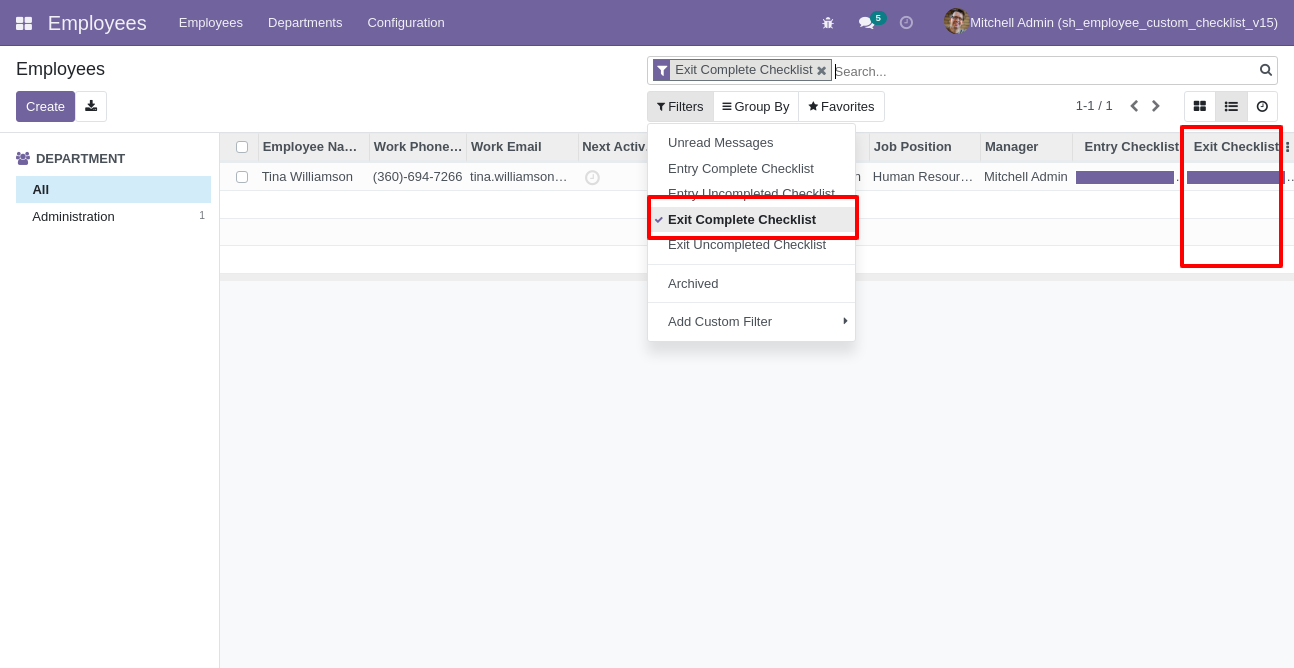 Employees Employees Departments Configuration 5 Mitchell Admin (sh_employee_custom_checklist_v15)
Employees
Exit Complete Checklist Search...
Create
Filters Group By Favorites 1-1 / 1
DEPARTMENT
All
Administration 1
Employee Na... Work Phone... Work Email Next Activ Job Position Manager Entry Checklist Exit Checklist
Tina Williamson (360)-694-7266 tina.williamson... n Human Resour... Mitchell Admin
Unread Messages
Entry Complete Checklist
Entry Uncompleted Checklist
Exit Complete Checklist
Exit Uncompleted Checklist
Archived
Add Custom Filter